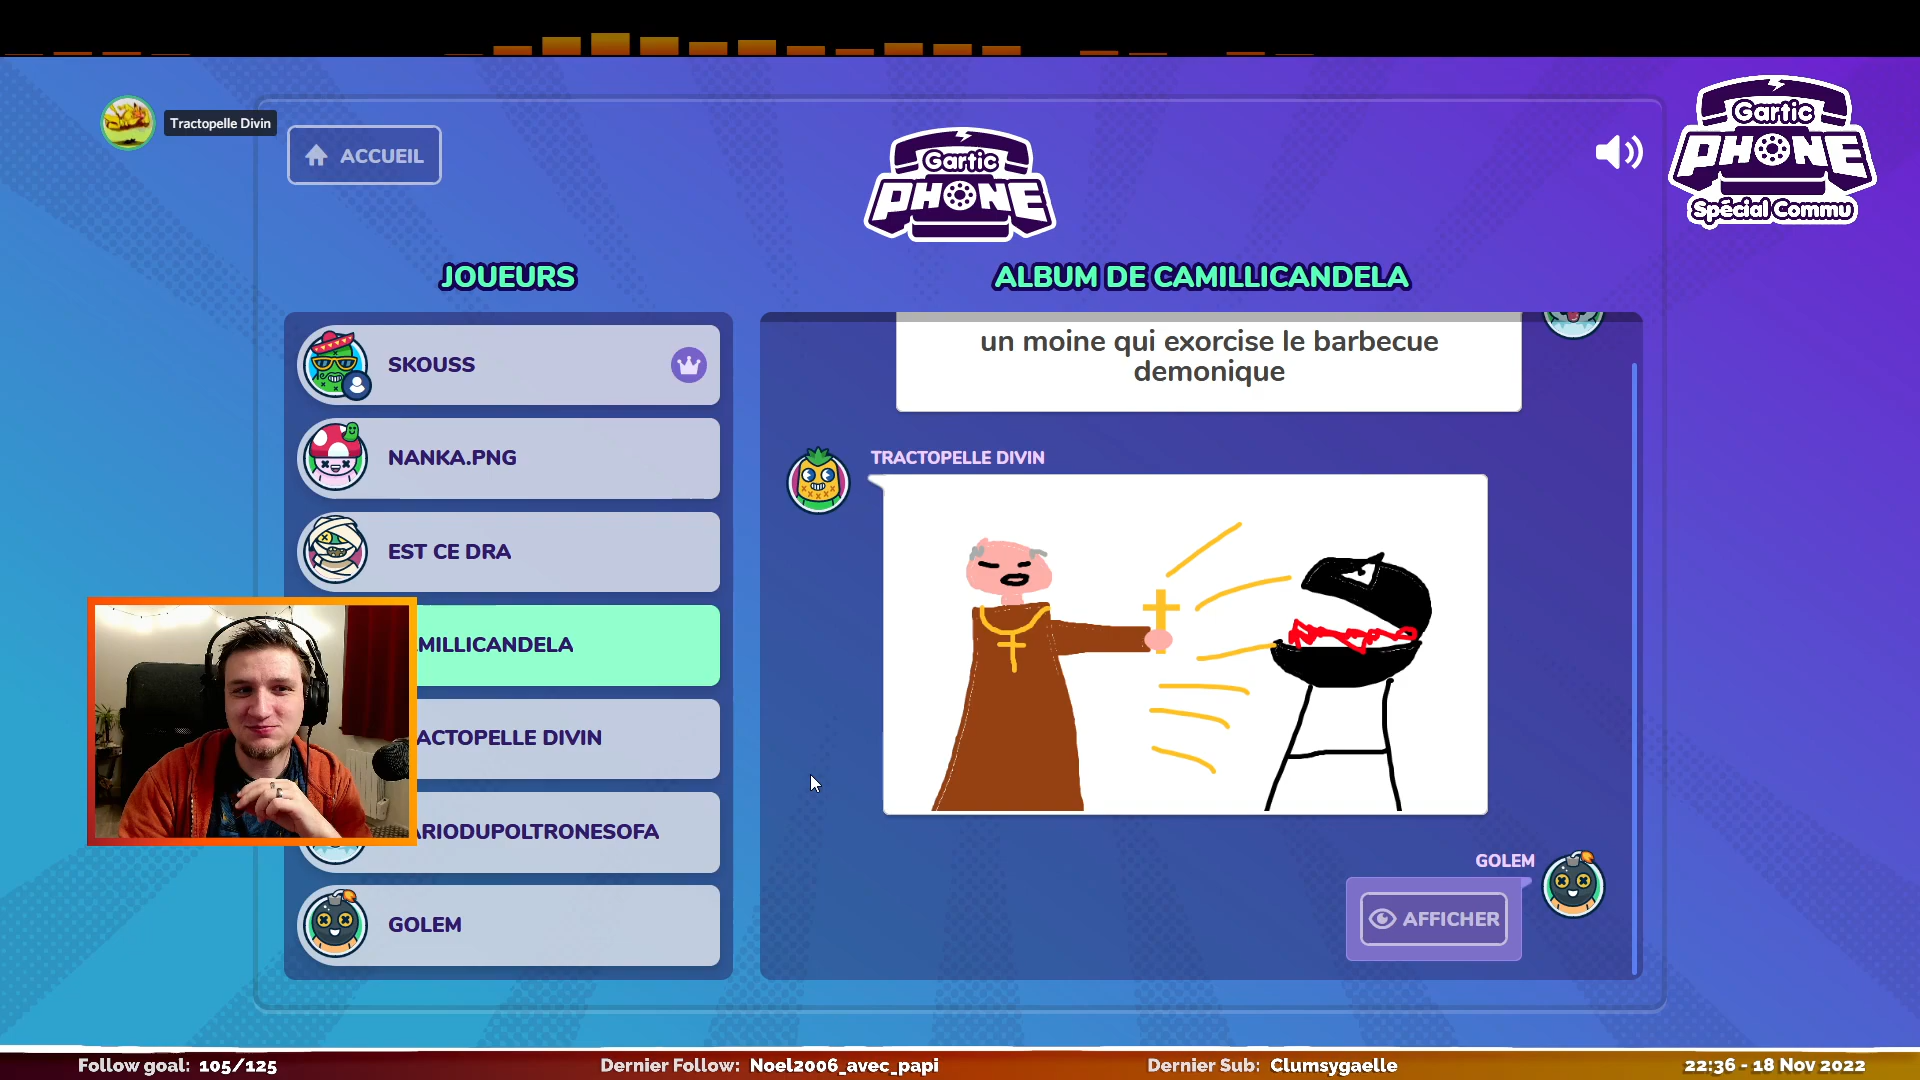 Tractopelle Divin
ACCUEIL
Gartic
PHONE
Gartic
PHONE
Spécial Commu
JOUEURS
ALBUM DE CAMILLICANDELA
SKOUSS
NANKA.PNG
EST CE DRA
MILLICANDELA
ACTOPELLE DIVIN
ARIODUPOLTRONESOFA
GOLEM
un moine qui exorcise le barbecue
demonique
TRACTOPELLE DIVIN
GOLEM
AFFICHER
Follow goal: 105/125
Dernier Follow: Noel2006_avec_papi
Dernier Sub: Clumsygaelle
22:36 - 18 Nov 2022